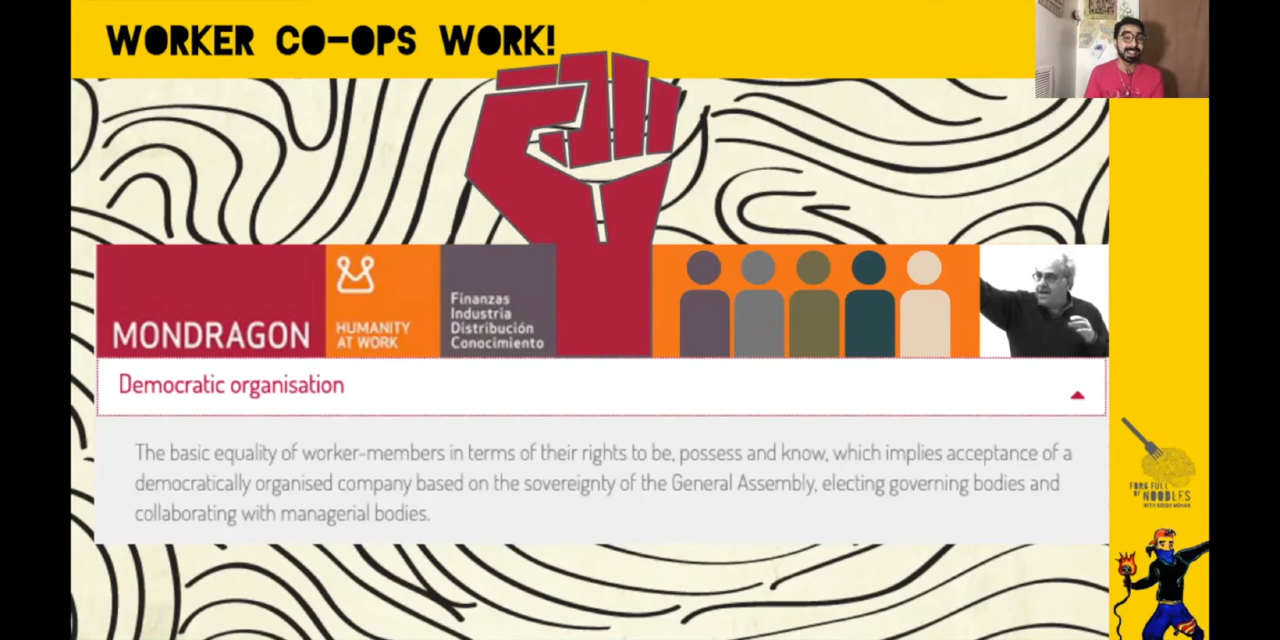 WORKER CO-OPS WORK!
MONDRAGON
HUMANITY
AT WORK
Finanzas
Industria
Distribución
Conocimiento
Democratic organisation
The basic equality of worker-members in terms of their rights to be, possess and know, which implies acceptance of a
democratically organised company based on the sovereignty of the General Assembly, electing governing bodies and
collaborating with managerial bodies.
FORK FULL
OF NOODLES
WITH KRISH MOHAN